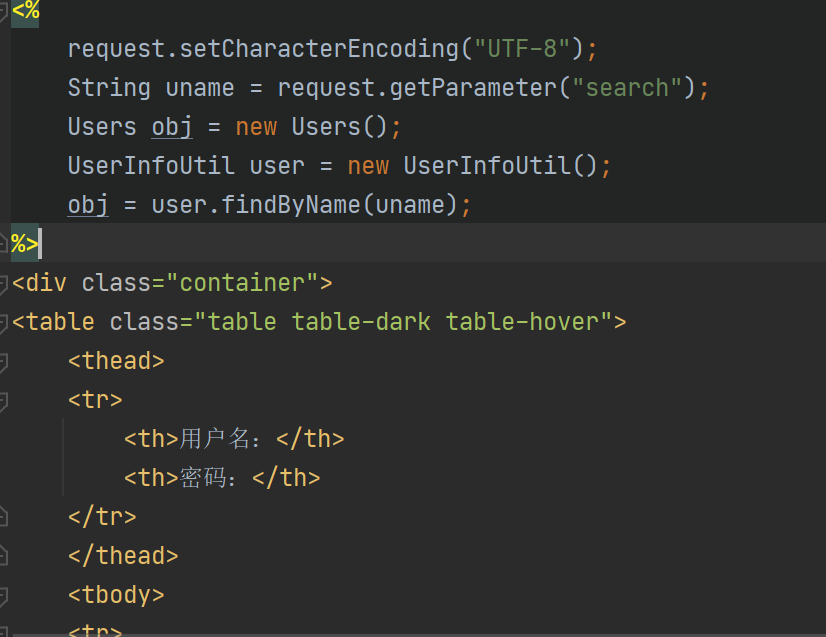 <%
request.setCharacterEncoding("UTF-8");
String uname = request.getParameter("search");
Users obj = new Users();
UserInfoUtil user = new UserInfoUtil();
obj = user.findByName(uname);
%>
<div class="container">
<table class="table table-dark table-hover">
<thead>
<tr>
<th>用户名：</th>
<th>密码：</th>
</tr>
</thead>
<tbody>
<tr>